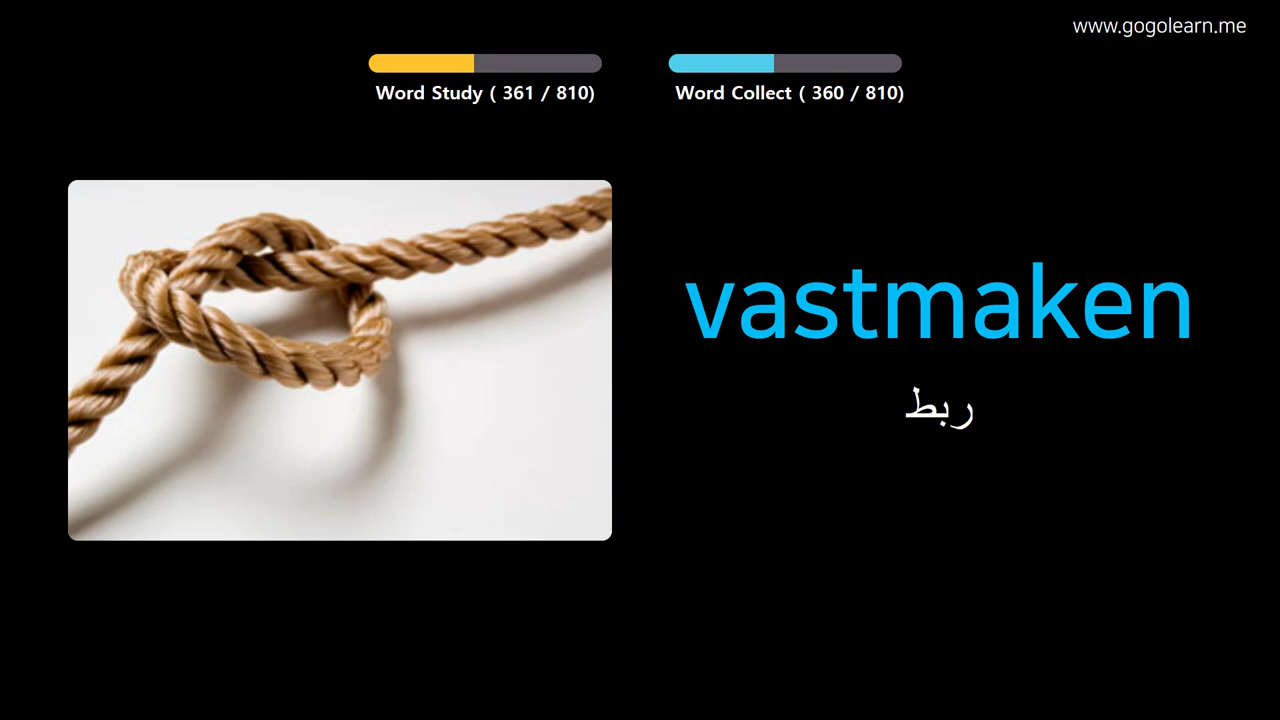 www.gogolearn.me
Word Study ( 361 / 810)
Word Collect ( 360 / 810)
vastmaken
ربط